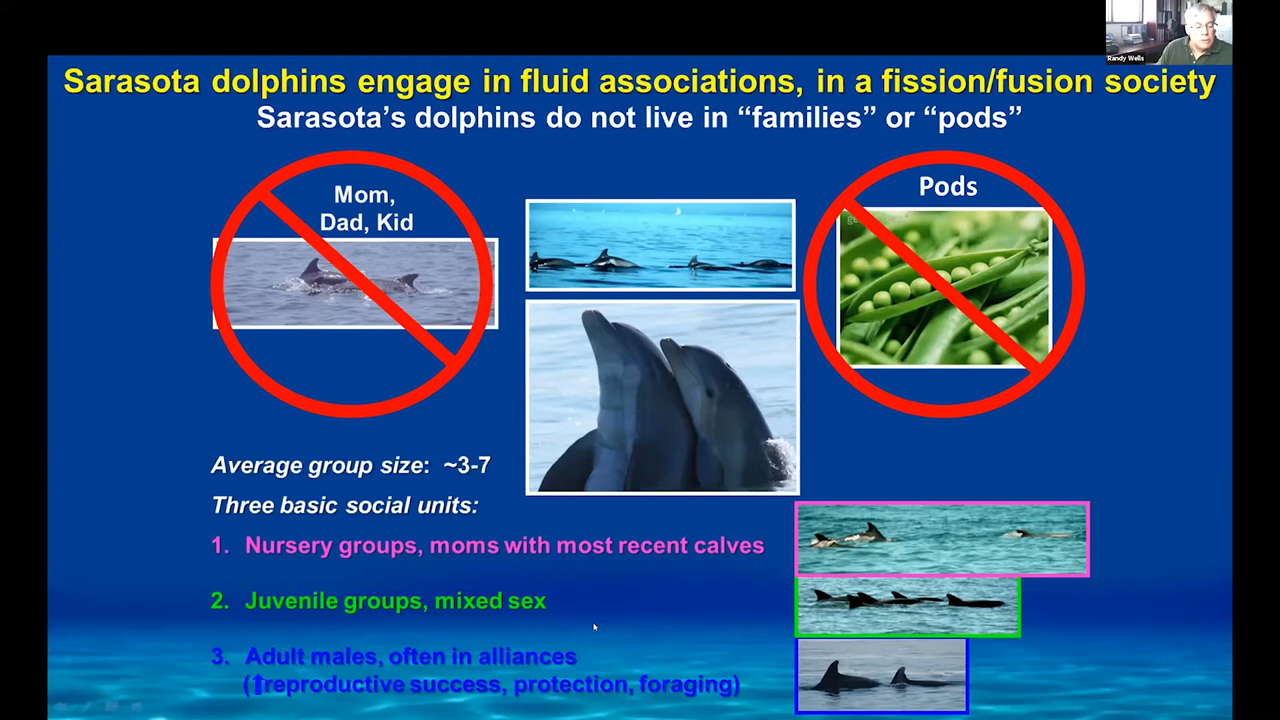 Randy Wells
Sarasota dolphins engage in fluid associations, in a fission/fusion society
Sarasota's dolphins do not live in “families” or “pods”
Mom,
Dad, Kid
Pods
Average group size: ~3-7
Three basic social units:
1. Nursery groups, moms with most recent calves
2. Juvenile groups, mixed sex
3. Adult males, often in alliances
(⬆reproductive success, protection, foraging)